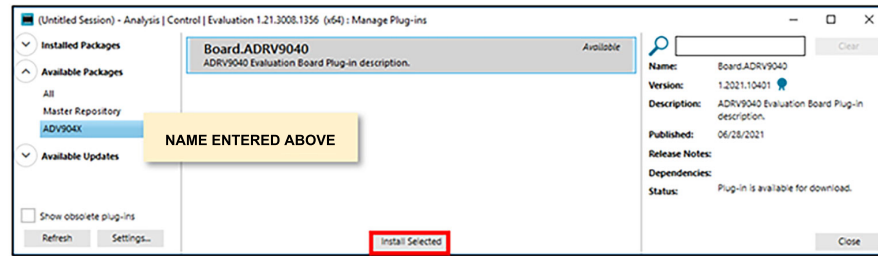 (Untitled Session) - Analysis | Control | Evaluation 1.21.3008.1356 (x64) : Manage Plug-ins
Installed Packages
Available Packages
All
Master Repository
ADV904X
Available Updates
Show obsolete plug-ins
Refresh Settings...
NAME ENTERED ABOVE
Board.ADRV9040 Available
ADRV9040 Evaluation Board Plug-in description.
Install Selected
Clear
Name: Board.ADRV9040
Version: 1.2021.10401
Description: ADRV9040 Evaluation Board Plug-in
description.
Published: 06/28/2021
Release Notes:
Dependencies:
Status: Plug-in is available for download.
Close